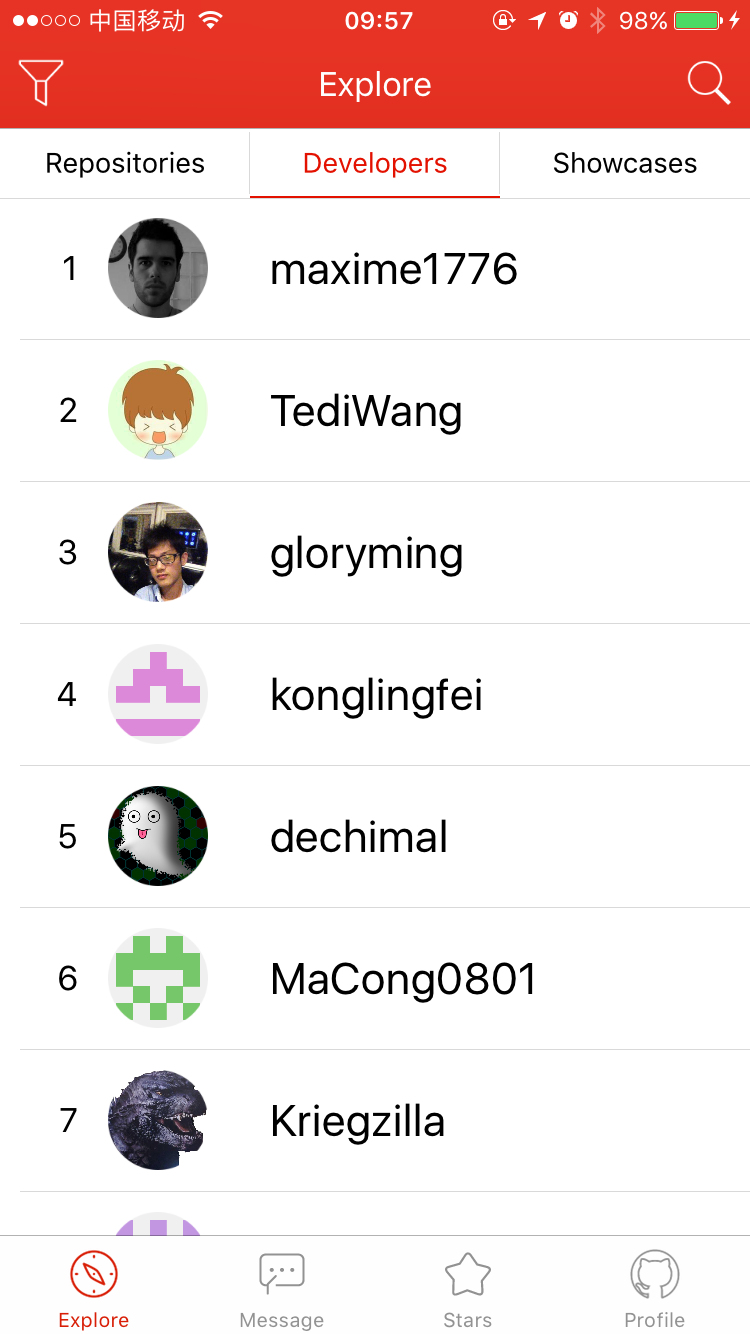 中国移动 09:57 98%
Explore
Repositories Developers Showcases
1 maxime1776
2 TediWang
3 gloryming
4 konglingfei
5 dechimal
6 MaCong0801
7 Kriegzilla
Explore Message Stars Profile